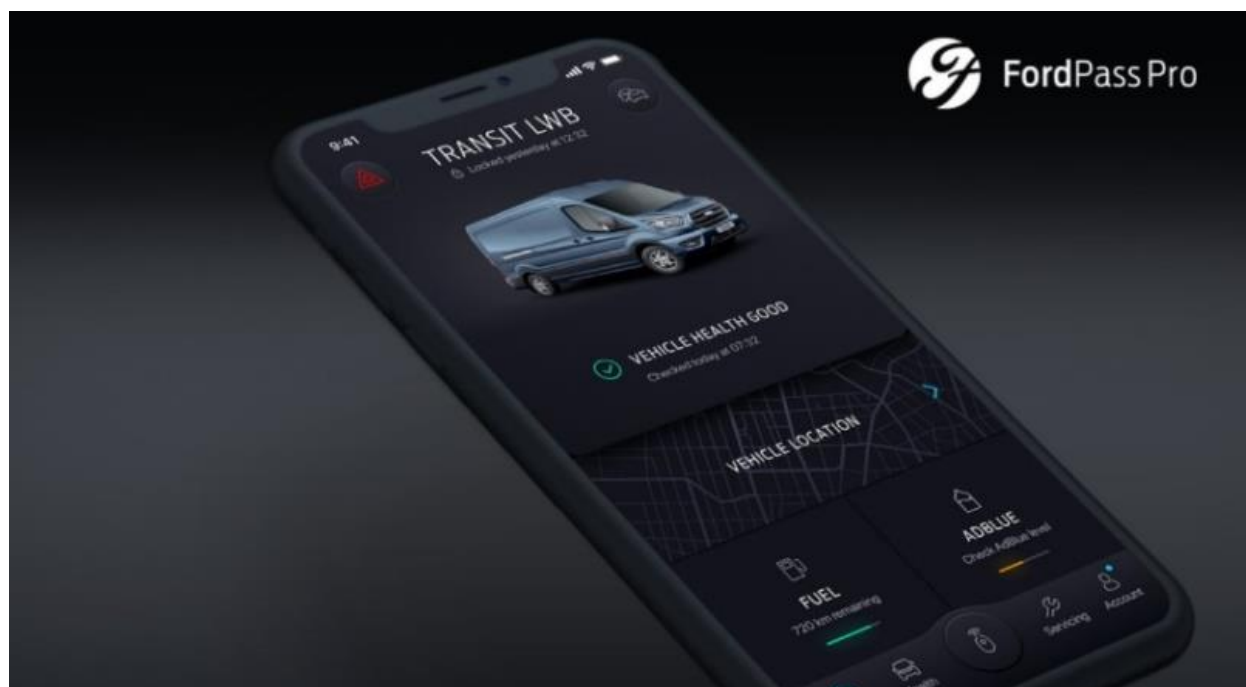 FordPass Pro
9:41
TRANSIT LWB
Locked yesterday at 12:32
VEHICLE HEALTH GOOD
Checked today at 07:32
VEHICLE LOCATION
FUEL
720 km remaining
ADBLUE
Check AdBlue level
Servicing
Account